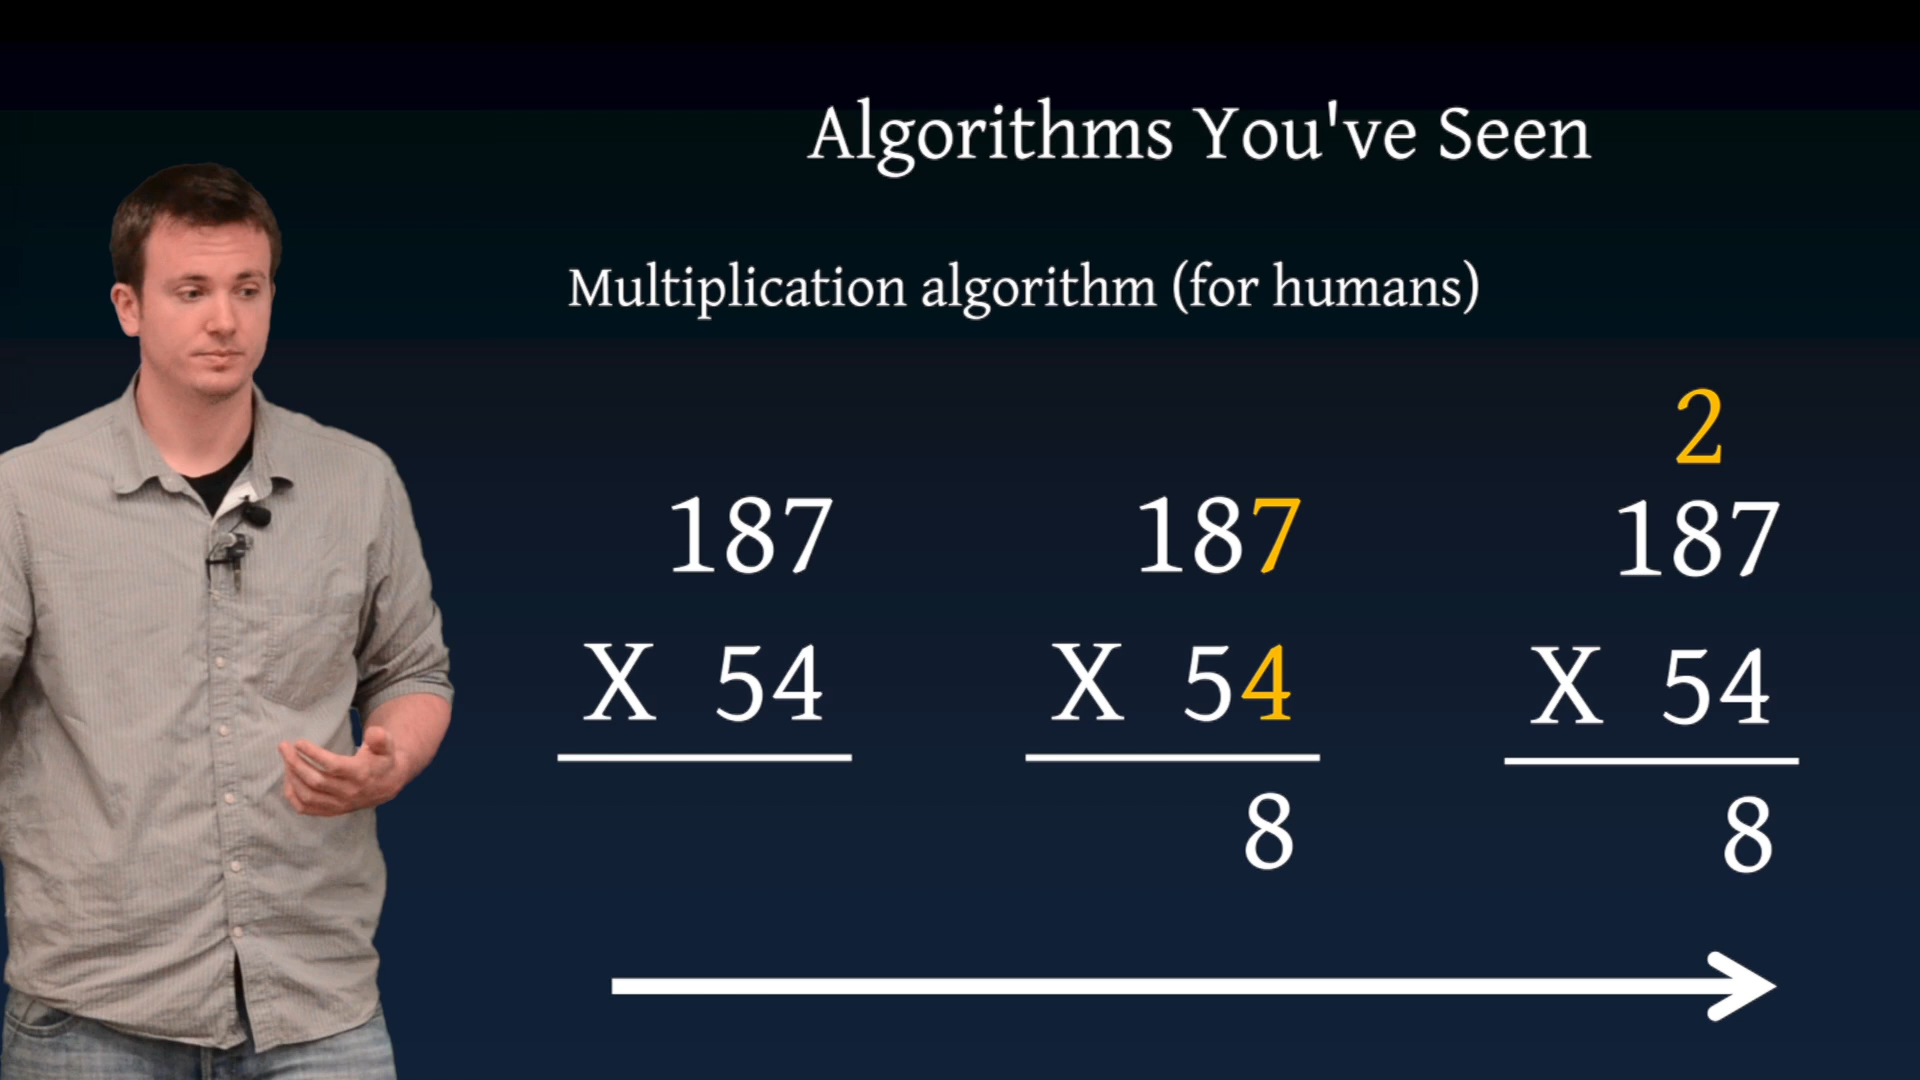 Algorithms You've Seen
Multiplication algorithm (for humans)
2
187 187 187
X 54 X 54 X 54
8 8